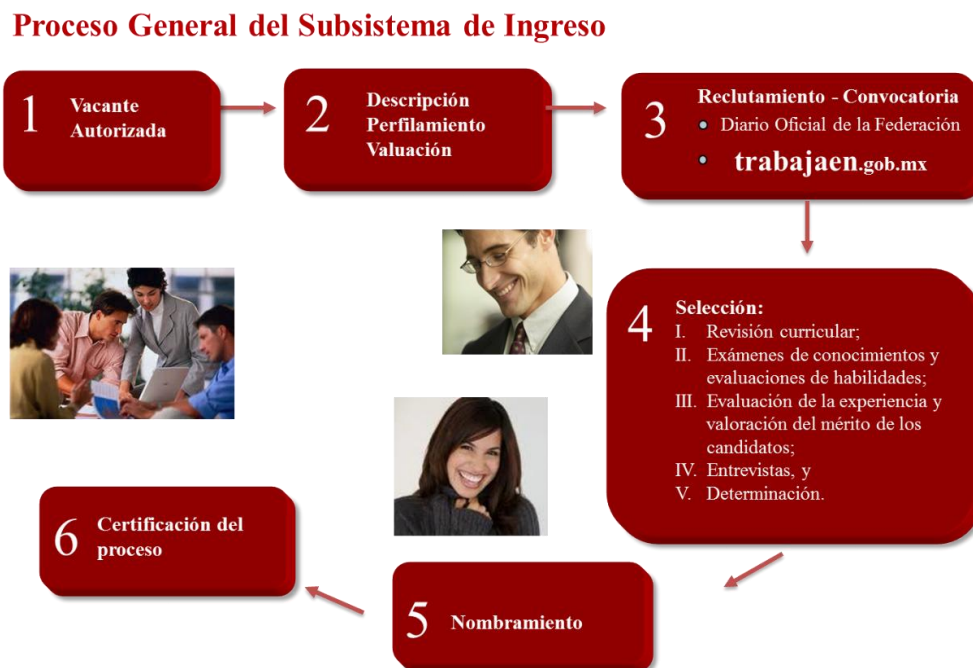 Proceso General del Subsistema de Ingreso
1
Vacante
Autorizada
2
Descripción
Perfilamiento
Valuación
3
Reclutamiento - Convocatoria
• Diario Oficial de la Federación
• trabajaen.gob.mx
4
Selección:
I. Revisión curricular;
II. Exámenes de conocimientos y
evaluaciones de habilidades;
III. Evaluación de la experiencia y
valoración del mérito de los
candidatos;
IV. Entrevistas, y
V. Determinación.
5
Nombramiento
6
Certificación del
proceso